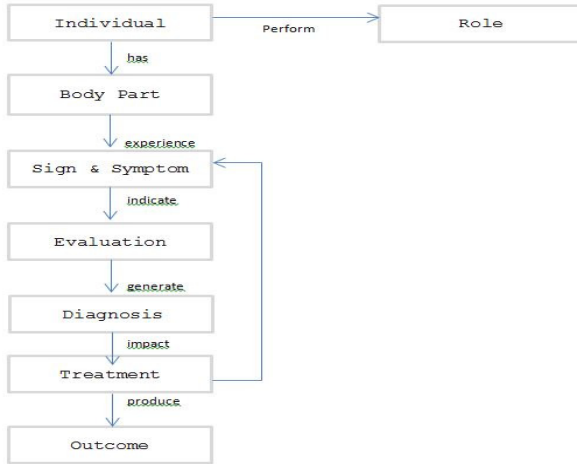 Individual
Perform
Role
has
Body Part
experience
Sign & Symptom
indicate
Evaluation
generate
Diagnosis
impact
Treatment
produce
Outcome